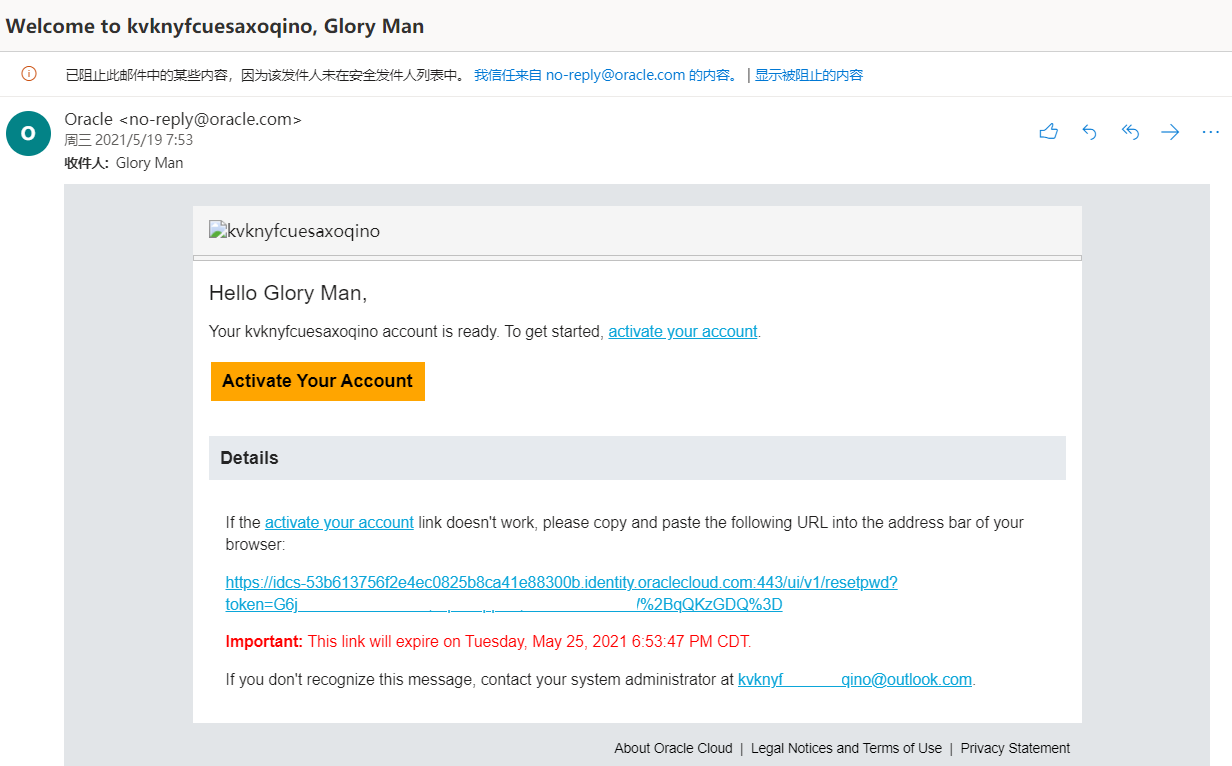 Welcome to kvknyfcuesaxoqino, Glory Man
已阻止此邮件中的某些内容，因为该发件人未在安全发件人列表中。 我信任来自 no-reply@oracle.com 的内容。 | 显示被阻止的内容
O
Oracle <no-reply@oracle.com>
周三 2021/5/19 7:53
收件人: Glory Man
kvknyfcuesaxoqino
Hello Glory Man,
Your kvknyfcuesaxoqino account is ready. To get started, activate your account.
Activate Your Account
Details
If the activate your account link doesn't work, please copy and paste the following URL into the address bar of your
browser:
https://idcs-53b613756f2e4ec0825b8ca41e88300b.identity.oraclecloud.com:443/ui/v1/resetpwd?
token=G6j /%2BqQKzGDQ%3D
Important: This link will expire on Tuesday, May 25, 2021 6:53:47 PM CDT.
If you don't recognize this message, contact your system administrator at kvknyf qino@outlook.com.
About Oracle Cloud | Legal Notices and Terms of Use | Privacy Statement